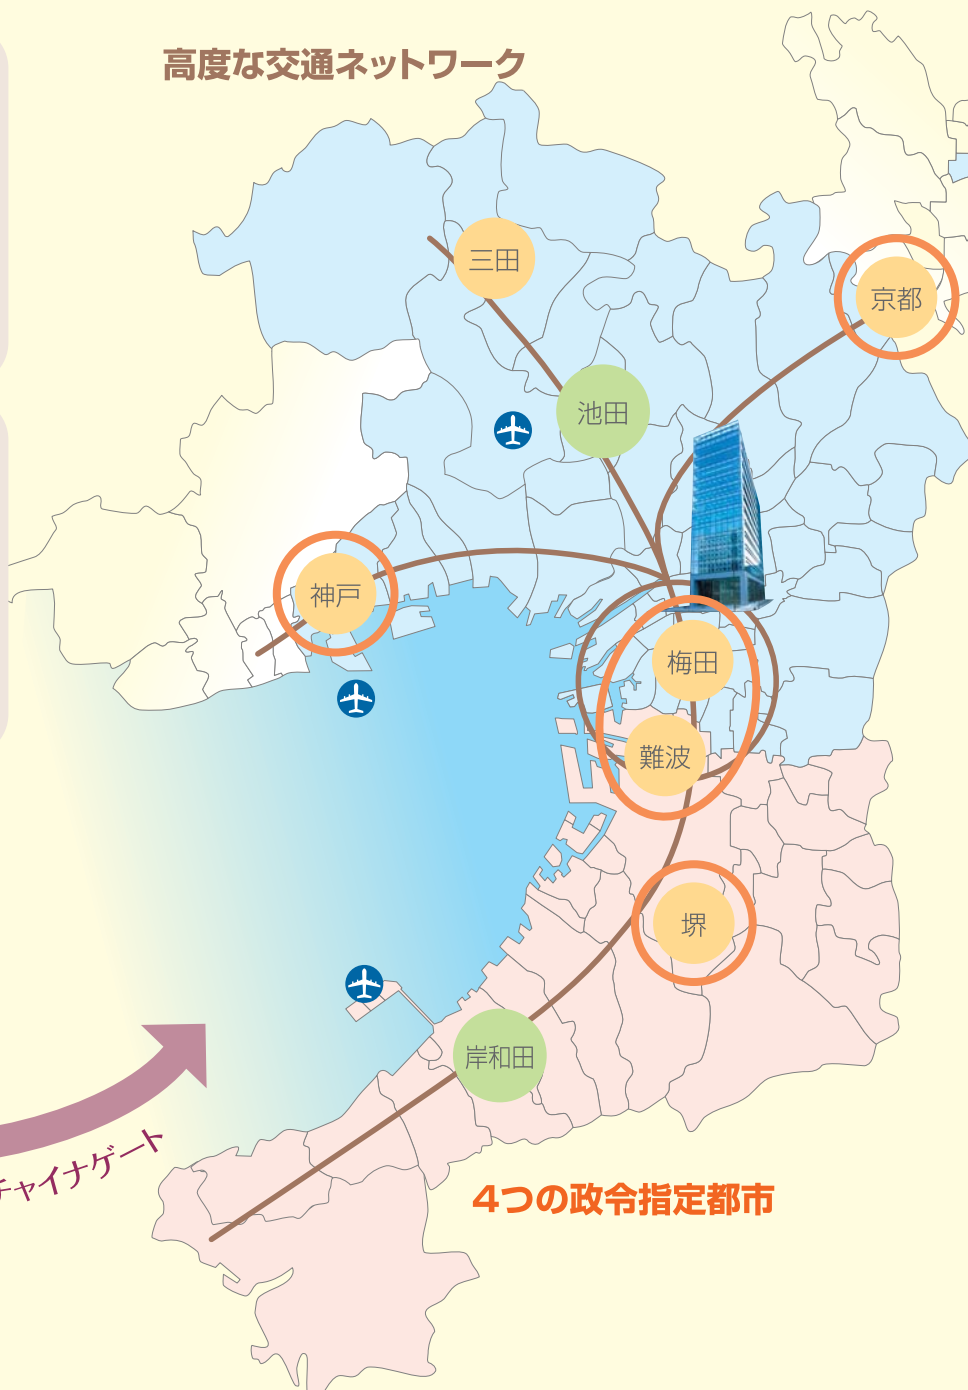 高度な交通ネットワーク
三田
京都
池田
神戸
梅田
難波
堺
岸和田
チャイナゲート
4つの政令指定都市